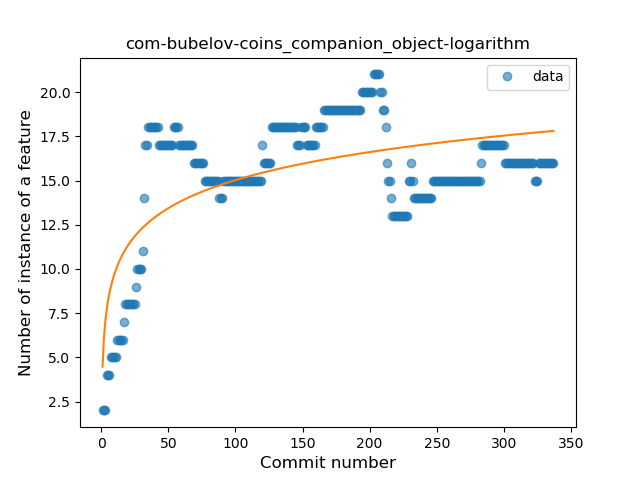 com-bubelov-coins_companion_object-logarithm
data
Number of instance of a feature
20.0
17.5
15.0
12.5
10.0
7.5
5.0
2.5
0 50 100 150 200 250 300 350
Commit number